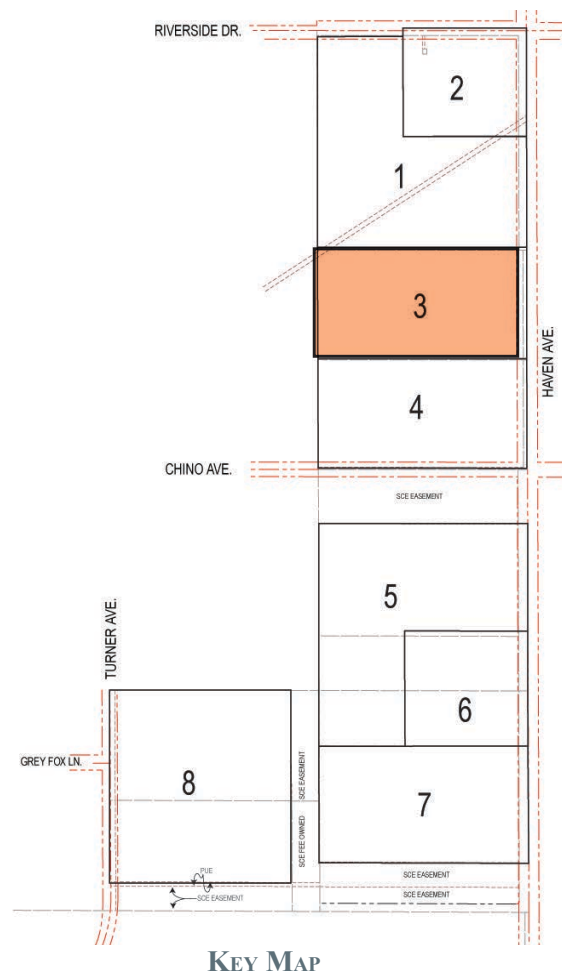 RIVERSIDE DR.
2
1
3
HAVEN AVE.
4
CHINO AVE.
SCE EASEMENT
5
TURNER AVE.
6
GREY FOX LN.
8
SCE EASEMENT
7
SCE FEE OWNED
PUE
SCE EASEMENT
SCE EASEMENT
SCE EASEMENT
KEY MAP